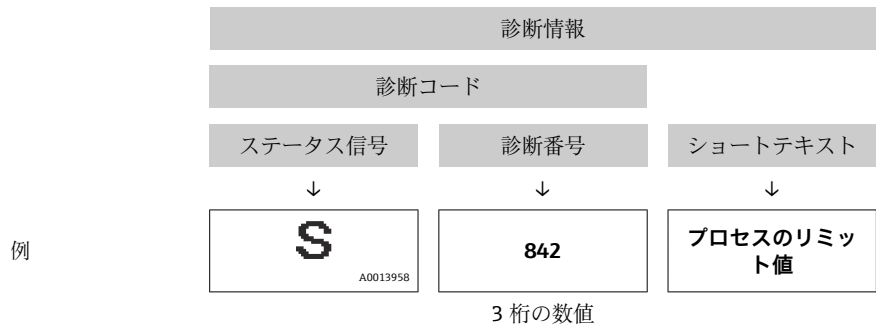 診断情報
診断コード
ステータス信号 診断番号 ショートテキスト
↓ ↓ ↓
例
S
A0013958
842
プロセスのリミッ
ト値
3 桁の数値